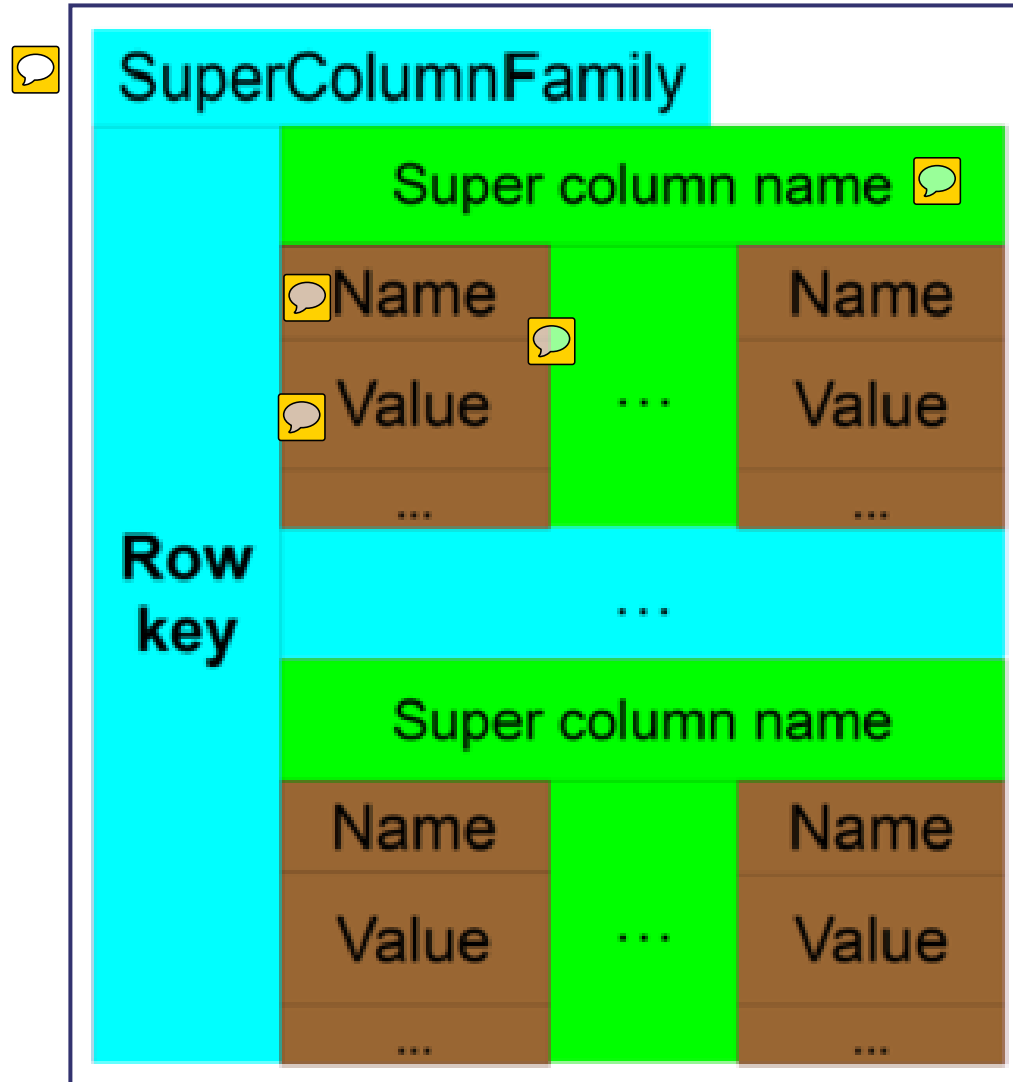 SuperColumnFamily
Super column name
Name Name
Value ... Value
... ...
Row
key
...
Super column name
Name Name
Value ... Value
... ...